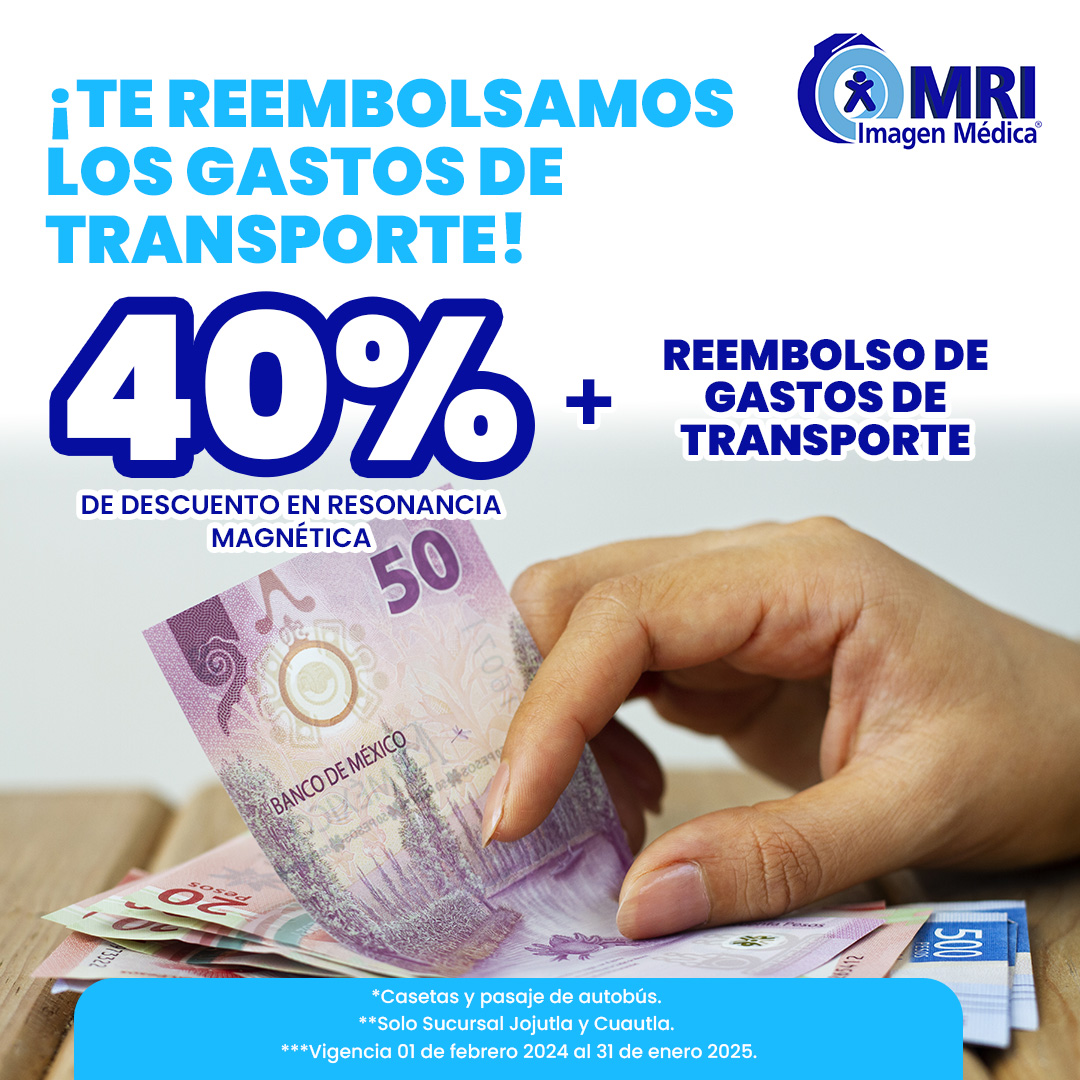 ¡TE REEMBOLSAMOS
LOS GASTOS DE
TRANSPORTE!
MRI
Imagen Médica®
40%
DE DESCUENTO EN RESONANCIA
MAGNÉTICA
+
REEMBOLSO DE
GASTOS DE
TRANSPORTE
50
BANCO DE MÉXICO
20
Pesos
500
PESOS
*Casetas y pasaje de autobús.
**Solo Sucursal Jojutla y Cuautla.
***Vigencia 01 de febrero 2024 al 31 de enero 2025.